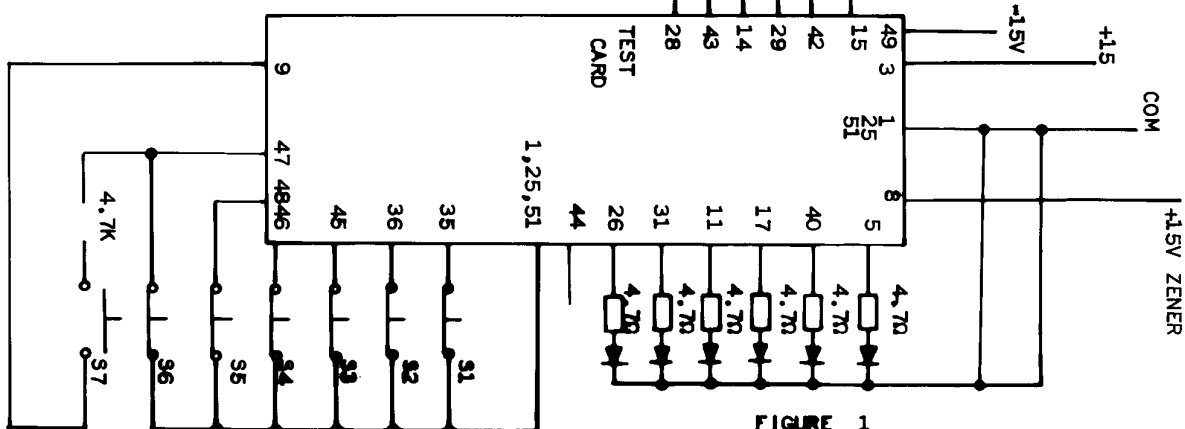 28 43 14 29 42 15 49
-15V
+15
3
TEST
CARD
9
COM
1
25
51
47
1,25,51
4.7K
48 46 45 36 35
44 26 31 11 17 40 5
8
+15V ZENER
4.7Ω 4.7Ω 4.7Ω 4.7Ω 4.7Ω 4.7Ω
S7 S6 S5 S4 S3 S2 S1
FIGURE 1